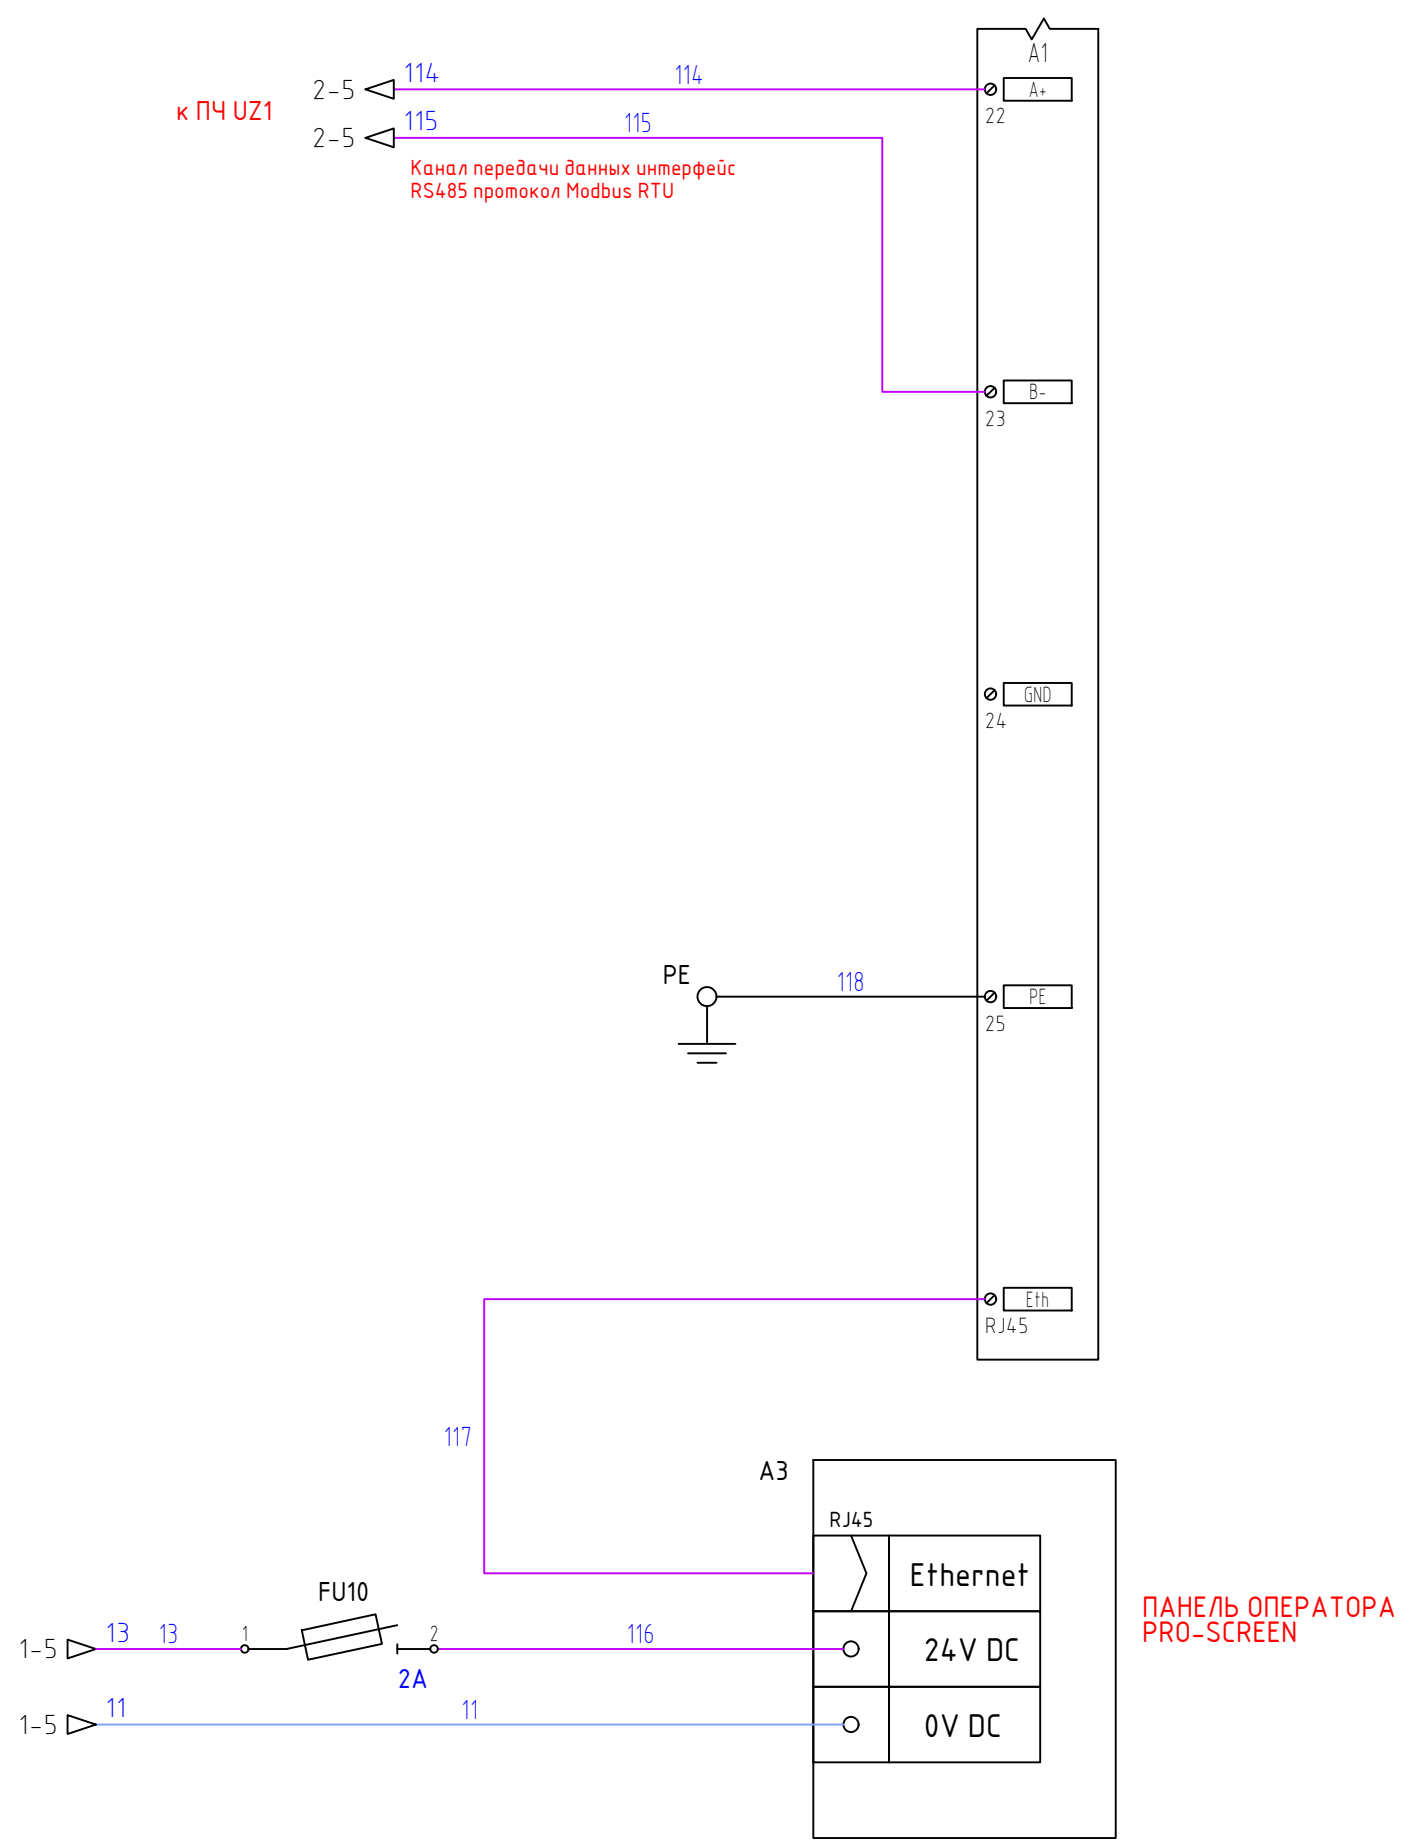 A1
2-5
114
114
A+
22
к ПЧ UZ1
2-5
115
115
Канал передачи данных интерфейс
RS485 протокол Modbus RTU
B-
23
GND
24
PE
118
PE
25
Eth
RJ45
117
A3
RJ45
Ethernet
ПАНЕЛЬ ОПЕРАТОРА
PRO-SCREEN
FU10
1-5
13
13
1
2
116
24V DC
2A
1-5
11
11
0V DC